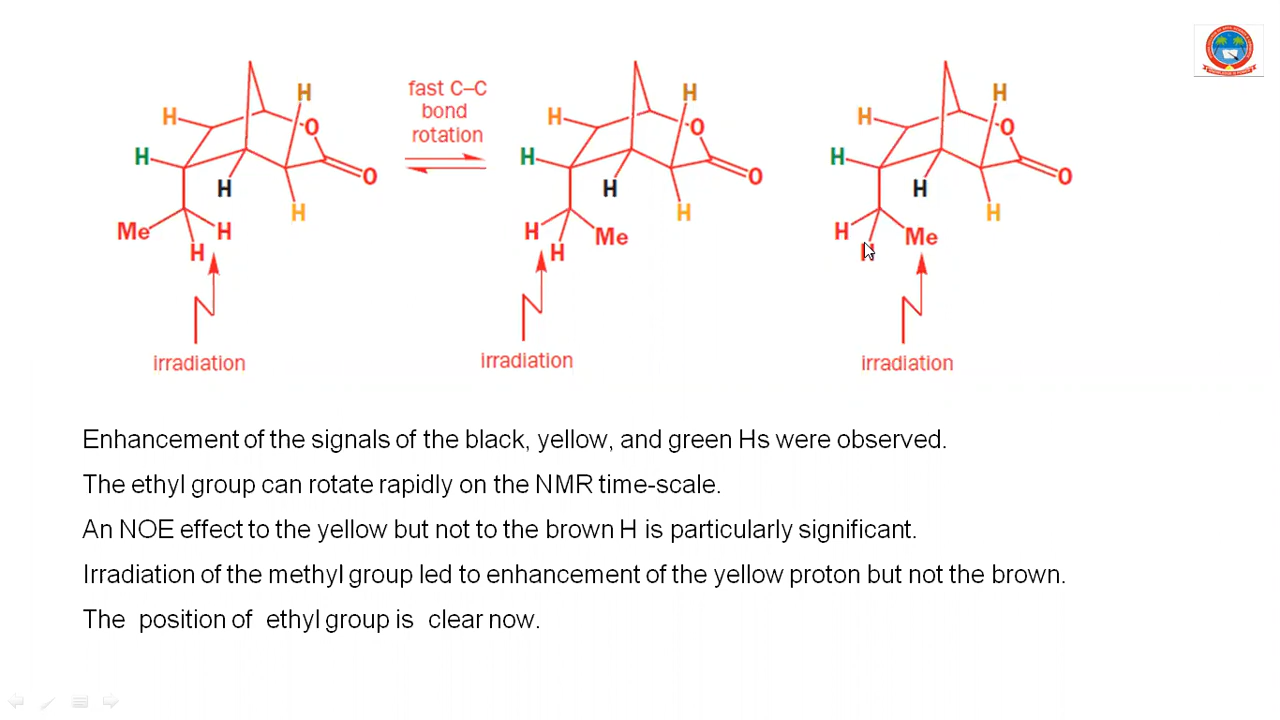 H
H
H
H
H
Me
H
H
O
O
irradiation
fast C–C
bond
rotation
H
H
H
H
H
H
H
Me
O
O
irradiation
H
H
H
H
H
H
H
Me
O
O
irradiation
Enhancement of the signals of the black, yellow, and green Hs were observed.
The ethyl group can rotate rapidly on the NMR time-scale.
An NOE effect to the yellow but not to the brown H is particularly significant.
Irradiation of the methyl group led to enhancement of the yellow proton but not the brown.
The position of ethyl group is clear now.